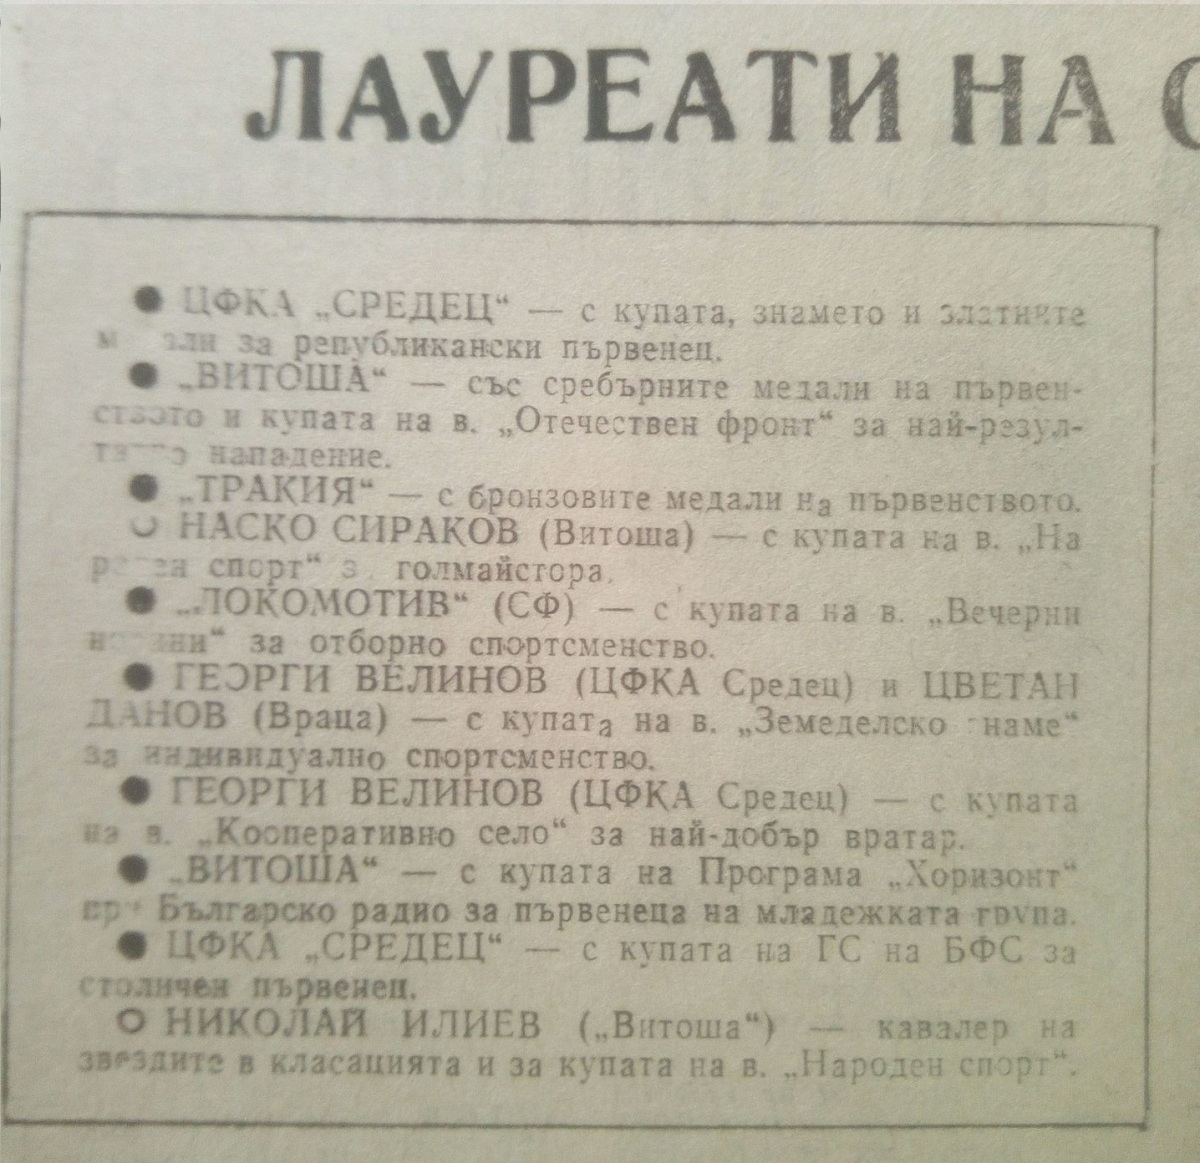 ЛАУРЕАТИ НА
● ЦФКА „СРЕДЕЦ“ — с купата, знамето и златните
за републикански първенец.
● „ВИТОША“ — със сребърните медали на първен-
ството и купата на в. „Отечествен фронт“ за най-резул-
нападение.
● „ТРАКИЯ“ — с бронзовите медали на първенството.
НАСКО СИРАКОВ (Витоша) — с купата на в. „На
спорт“ голмайстора.
● „ЛОКОМОТИВ“ (СФ) — с купата на в. „Вечерни
за отборно спортсменство.
● ГЕОРГИ ВЕЛИНОВ (ЦФКА Средец) и ЦВЕТАН
ДАНОВ (Враца) — с купата на в. „Земеделско
за индивидуално спортсменство.
● ГЕОРГИ ВЕЛИНОВ (ЦФКА Средец) — с купата
на в. „Кооперативно село“ за най-добър вратар.
● „ВИТОША“ — с купата на Програма „Хоризонт“
Българско радио за първенеца на младежката група.
● ЦФКА „СРЕДЕЦ“ — с купата на ГС на БФС за
столичен първенец.
НИКОЛАЙ ИЛИЕВ („Витоша“) — кавалер на
звездите в класацията и за купата на в. „Народен спорт“.